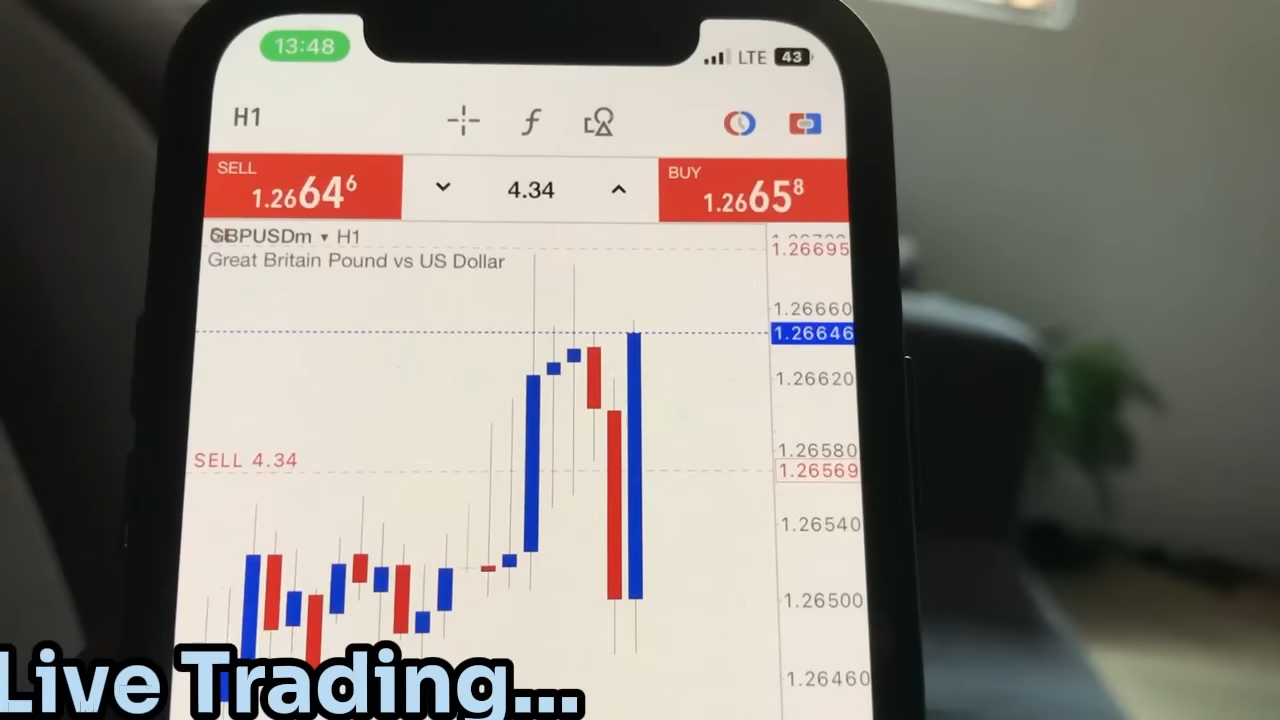 13:48 LTE 43
H1
SELL BUY
1.26646 4.34 1.26658
GBPUSDm ▾ H1
1.26695
Great Britain Pound vs US Dollar
1.26660
1.26646
1.26620
1.26580
SELL 4.34
1.26569
1.26540
1.26500
1.26460
Live Trading...